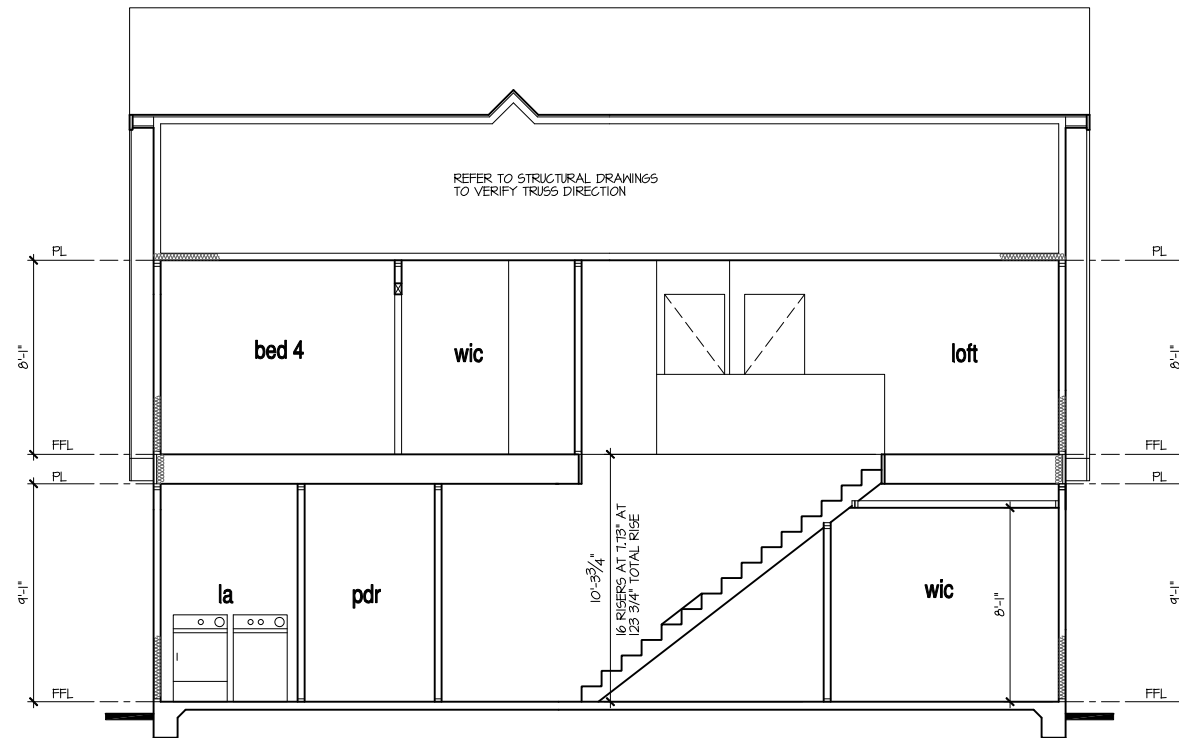 REFER TO STRUCTURAL DRAWINGS
TO VERIFY TRUSS DIRECTION
PL
PL
8'-1"
bed 4
wic
loft
8'-1"
FFL
FFL
PL
PL
9'-1"
la
pdr
10'-3 3/4"
16 RISERS AT 7.73" AT
123 3/4" TOTAL RISE
wic
8'-1"
9'-1"
FFL
FFL